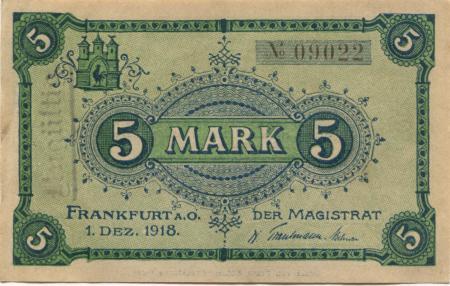 5 5
№ 09022
5 MARK 5
FRANKFURT A. O. DER MAGISTRAT
1. DEZ. 1918.
5 5